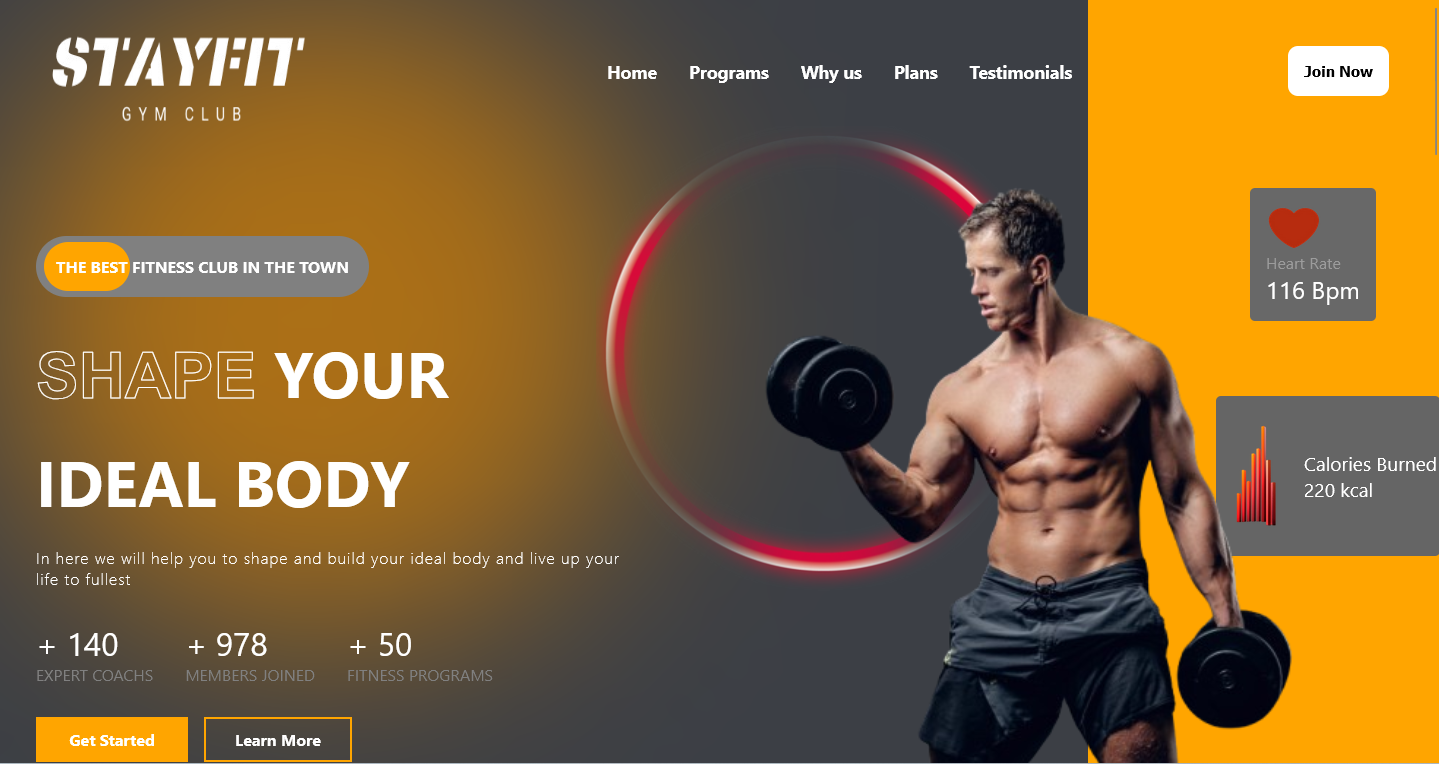 STAYFIT
GYM CLUB
Home Programs Why us Plans Testimonials
Join Now
THE BEST FITNESS CLUB IN THE TOWN
SHAPE YOUR
IDEAL BODY
In here we will help you to shape and build your ideal body and live up your
life to fullest
+ 140
EXPERT COACHS
+ 978
MEMBERS JOINED
+ 50
FITNESS PROGRAMS
Get Started
Learn More
Heart Rate
116 Bpm
Calories Burned
220 kcal